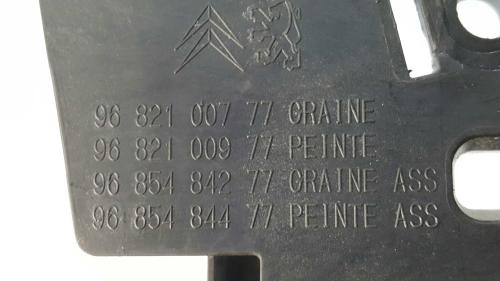 96 821 007 77 GRAINE
96 821 009 77 PEINTE
96 854 842 77 GRAINE ASS
96 854 844 77 PEINTE ASS